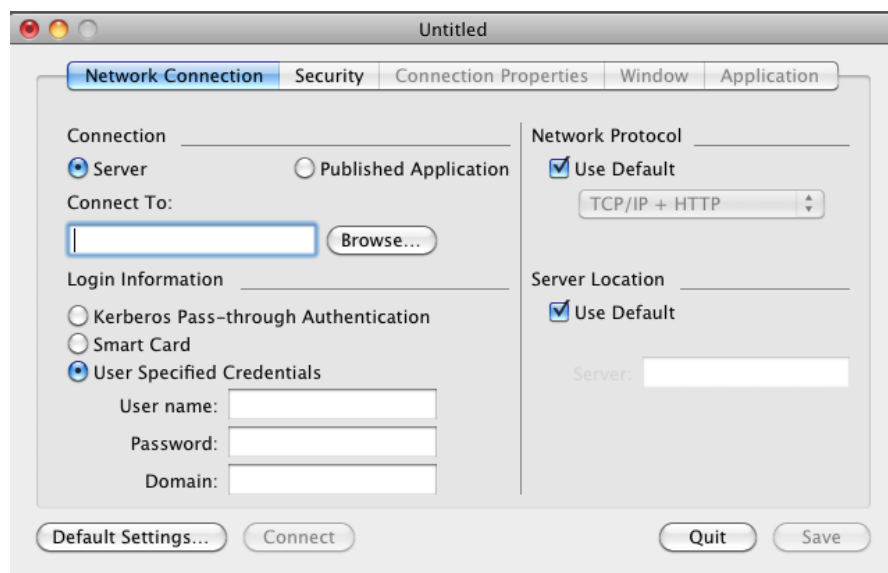 Untitled
Network Connection Security Connection Properties Window Application
Connection
Server Published Application
Connect To:
Browse...
Login Information
Kerberos Pass-through Authentication
Smart Card
User Specified Credentials
User name:
Password:
Domain:
Network Protocol
Use Default
TCP/IP + HTTP
Server Location
Use Default
Server:
Default Settings... Connect Quit Save